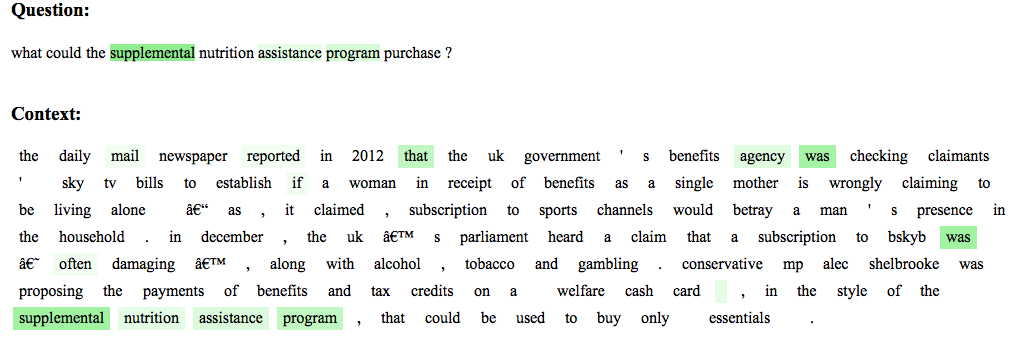 Question:
what could the supplemental nutrition assistance program purchase ?
Context:
the daily mail newspaper reported in 2012 that the uk government ' s benefits agency was checking claimants
' sky tv bills to establish if a woman in receipt of benefits as a single mother is wrongly claiming to
be living alone â€“ as , it claimed , subscription to sports channels would betray a man ' s presence in
the household . in december , the uk â€™ s parliament heard a claim that a subscription to bskyb was
â€˜ often damaging â€™ , along with alcohol , tobacco and gambling . conservative mp alec shelbrooke was
proposing the payments of benefits and tax credits on a welfare cash card , in the style of the
supplemental nutrition assistance program , that could be used to buy only essentials .